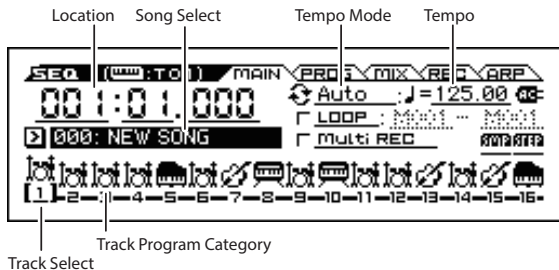 Location Song Select Tempo Mode Tempo
SEQ MAIN PROG MIX REC ARP
001:01.000 Auto :♩=125.00
LOOP : M001 - M001
000: NEW SONG Multi REC
[1]-2- -4-5-6-7-8-9-10-11-12-13-14-15-16-
Track Program Category
Track Select